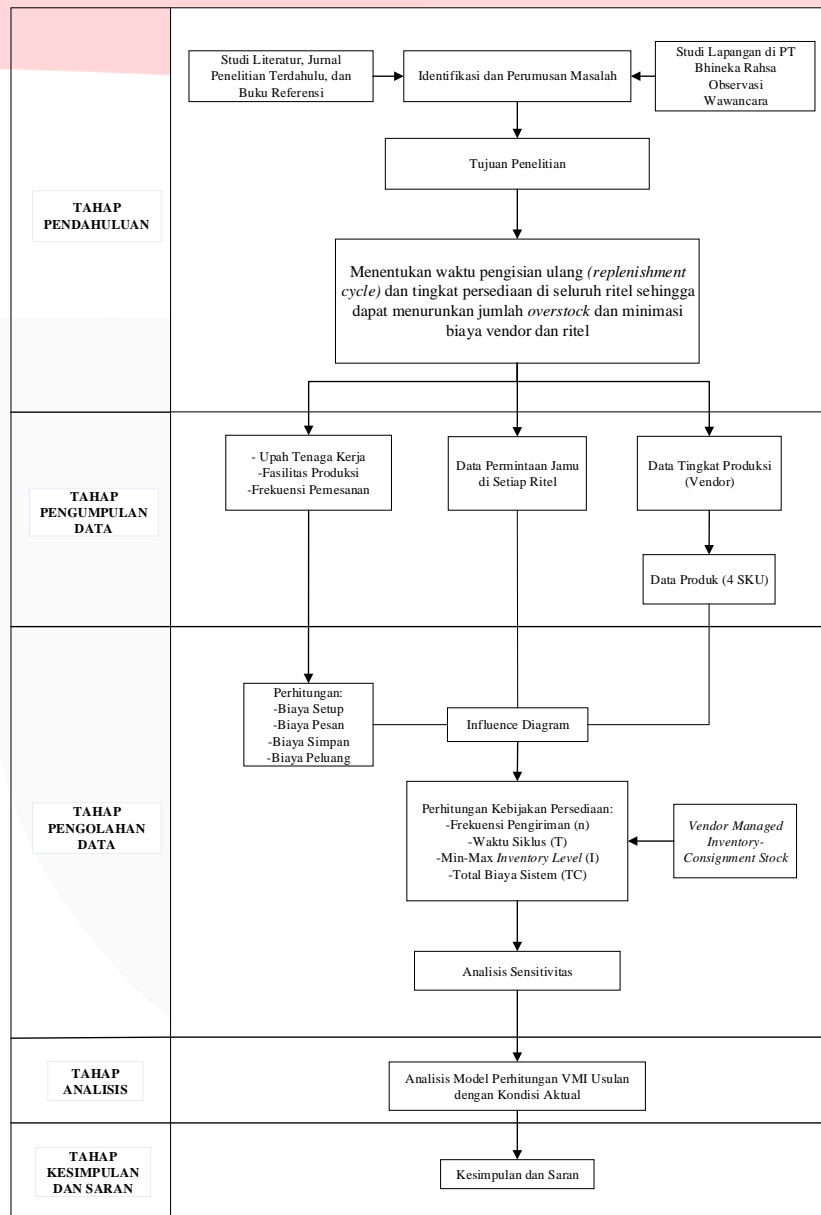 Studi Literatur, Jurnal
Penelitian Terdahulu, dan
Buku Referensi
Identifikasi dan Perumusan Masalah
Studi Lapangan di PT
Bhineka Rahsa
Observasi
Wawancara
Tujuan Penelitian
TAHAP
PENDAHULUAN
Menentukan waktu pengisian ulang (replenishment
cycle) dan tingkat persediaan di seluruh ritel sehingga
dapat menurunkan jumlah overstock dan minimasi
biaya vendor dan ritel
TAHAP
PENGUMPULAN
DATA
- Upah Tenaga Kerja
- Fasilitas Produksi
-Frekuensi Pemesanan
Data Permintaan Jamu
di Setiap Ritel
Data Tingkat Produksi
(Vendor)
Data Produk (4 SKU)
TAHAP
PENGOLAHAN
DATA
Perhitungan:
-Biaya Setup
-Biaya Pesan
-Biaya Simpan
-Biaya Peluang
Influence Diagram
Perhitungan Kebijakan Persediaan:
-Frekuensi Pengiriman (n)
-Waktu Siklus (T)
-Min-Max Inventory Level (I)
-Total Biaya Sistem (TC)
Vendor Managed
Inventory-
Consignment Stock
Analisis Sensitivitas
TAHAP
ANALISIS
Analisis Model Perhitungan VMI Usulan
dengan Kondisi Aktual
TAHAP
KESIMPULAN
DAN SARAN
Kesimpulan dan Saran